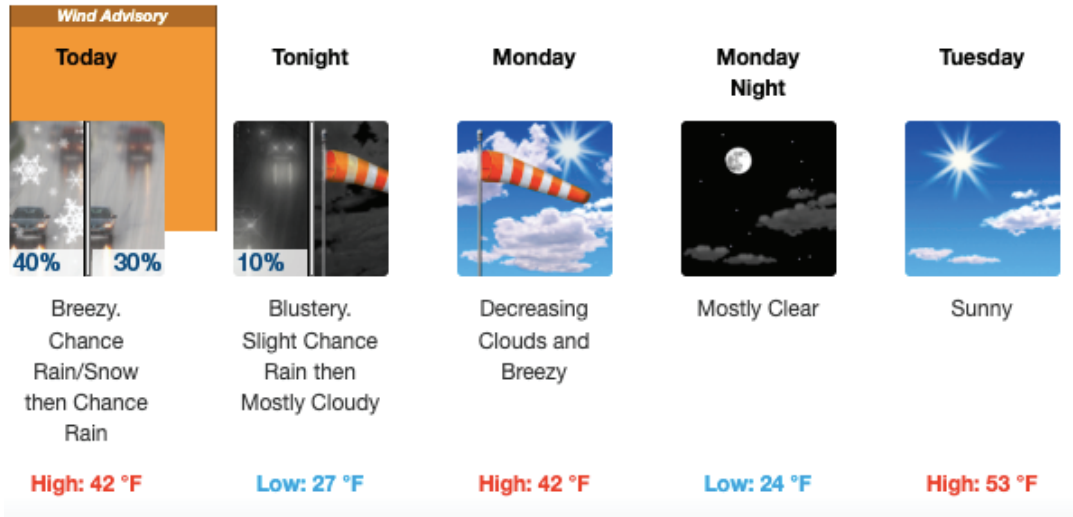 Wind Advisory
Today
Tonight
Monday
Monday
Night
Tuesday
40%
30%
10%
Breezy.
Chance
Rain/Snow
then Chance
Rain
Blustery.
Slight Chance
Rain then
Mostly Cloudy
Decreasing
Clouds and
Breezy
Mostly Clear
Sunny
High: 42 °F
Low: 27 °F
High: 42 °F
Low: 24 °F
High: 53 °F